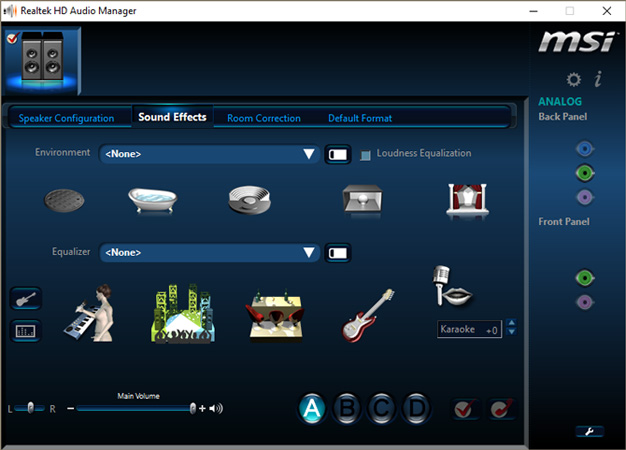 Realtek HD Audio Manager
msi
ANALOG
Back Panel
Speaker Configuration
Sound Effects
Room Correction
Default Format
Environment
<None>
Loudness Equalization
Front Panel
Equalizer
<None>
Karaoke +0
Main Volume
L R - +
A B C D